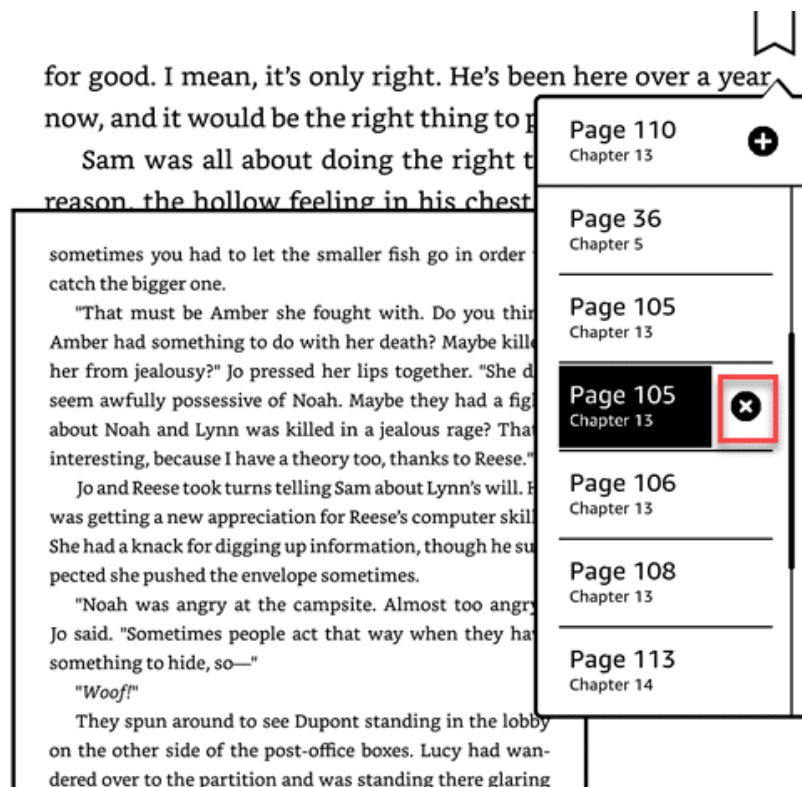 for good. I mean, it's only right. He's been here over a year
now, and it would be the right thing to
Sam was all about doing the right
reason, the hollow feeling in his chest
Page 110
Chapter 13
Page 36
Chapter 5
Page 105
Chapter 13
Page 105
Chapter 13
Page 106
Chapter 13
Page 108
Chapter 13
Page 113
Chapter 14
sometimes you had to let the smaller fish go in order
catch the bigger one.
"That must be Amber she fought with. Do you
Amber had something to do with her death? Maybe
her from jealousy?" Jo pressed her lips together. "She
seem awfully possessive of Noah. Maybe they had a
about Noah and Lynn was killed in a jealous rage?
interesting, because I have a theory too, thanks to Reese."
Jo and Reese took turns telling Sam about Lynn's will.
was getting a new appreciation for Reese's computer
She had a knack for digging up information, though he
pected she pushed the envelope sometimes.
"Noah was angry at the campsite. Almost too
Jo said. "Sometimes people act that way when they
something to hide, so—"
"Woof!"
They spun around to see Dupont standing in the lobby
on the other side of the post-office boxes. Lucy had wan-
dered over to the partition and was standing there glaring